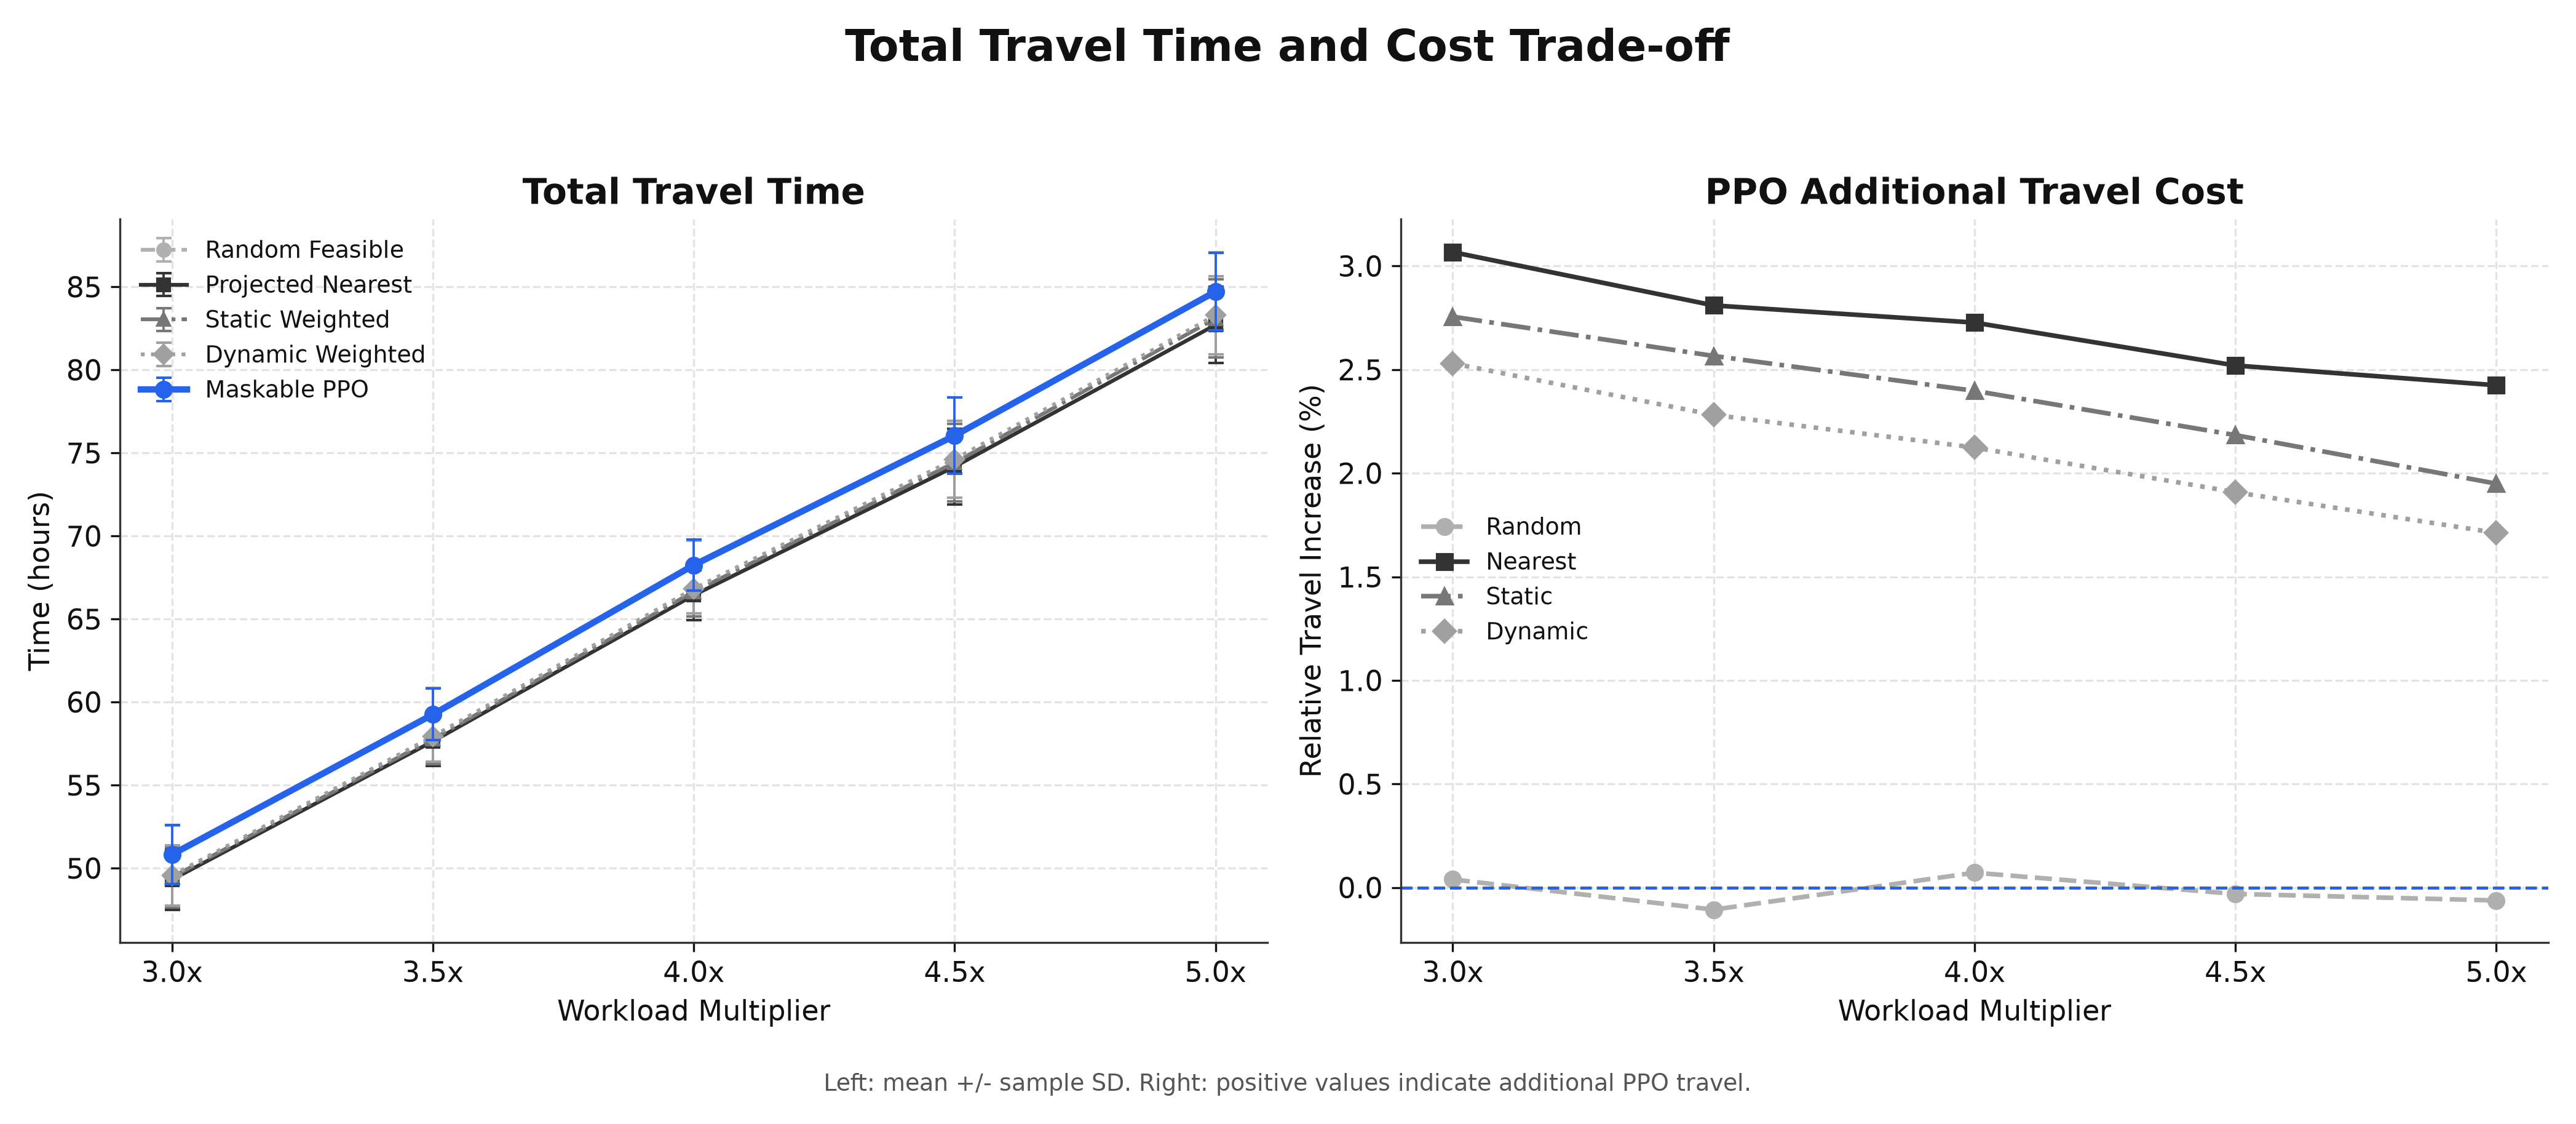 Total Travel Time and Cost Trade-off
Total Travel Time
Random Feasible
Projected Nearest
Static Weighted
Dynamic Weighted
Maskable PPO
85
80
75
70
65
60
55
50
Time (hours)
3.0x
3.5x
4.0x
4.5x
5.0x
Workload Multiplier
PPO Additional Travel Cost
3.0
2.5
2.0
1.5
1.0
0.5
0.0
Relative Travel Increase (%)
Random
Nearest
Static
Dynamic
3.0x
3.5x
4.0x
4.5x
5.0x
Workload Multiplier
Left: mean +/- sample SD. Right: positive values indicate additional PPO travel.